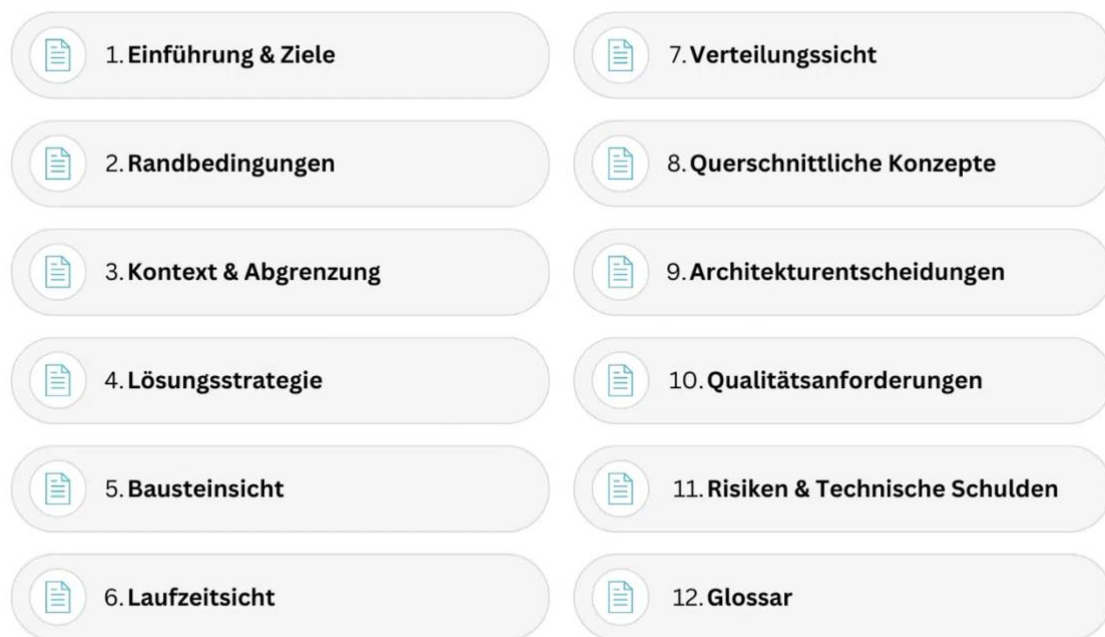 1. Einführung & Ziele
2. Randbedingungen
3. Kontext & Abgrenzung
4. Lösungsstrategie
5. Bausteinsicht
6. Laufzeitsicht
7. Verteilungssicht
8. Querschnittliche Konzepte
9. Architekturentscheidungen
10. Qualitätsanforderungen
11. Risiken & Technische Schulden
12. Glossar